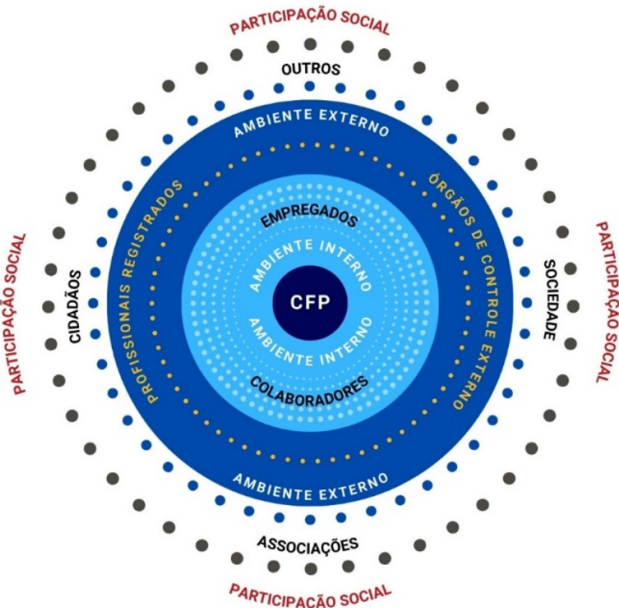 PARTICIPAÇÃO SOCIAL
OUTROS
AMBIENTE EXTERNO
PROFISSIONAIS REGISTRADOS
ÓRGÃOS DE CONTROLE EXTERNO
EMPREGADOS
AMBIENTE INTERNO
PARTICIPAÇÃO SOCIAL
CIDADÃOS
CFP
SOCIEDADE
PARTICIPAÇÃO SOCIAL
AMBIENTE INTERNO
COLABORADORES
AMBIENTE EXTERNO
ASSOCIAÇÕES
PARTICIPAÇÃO SOCIAL